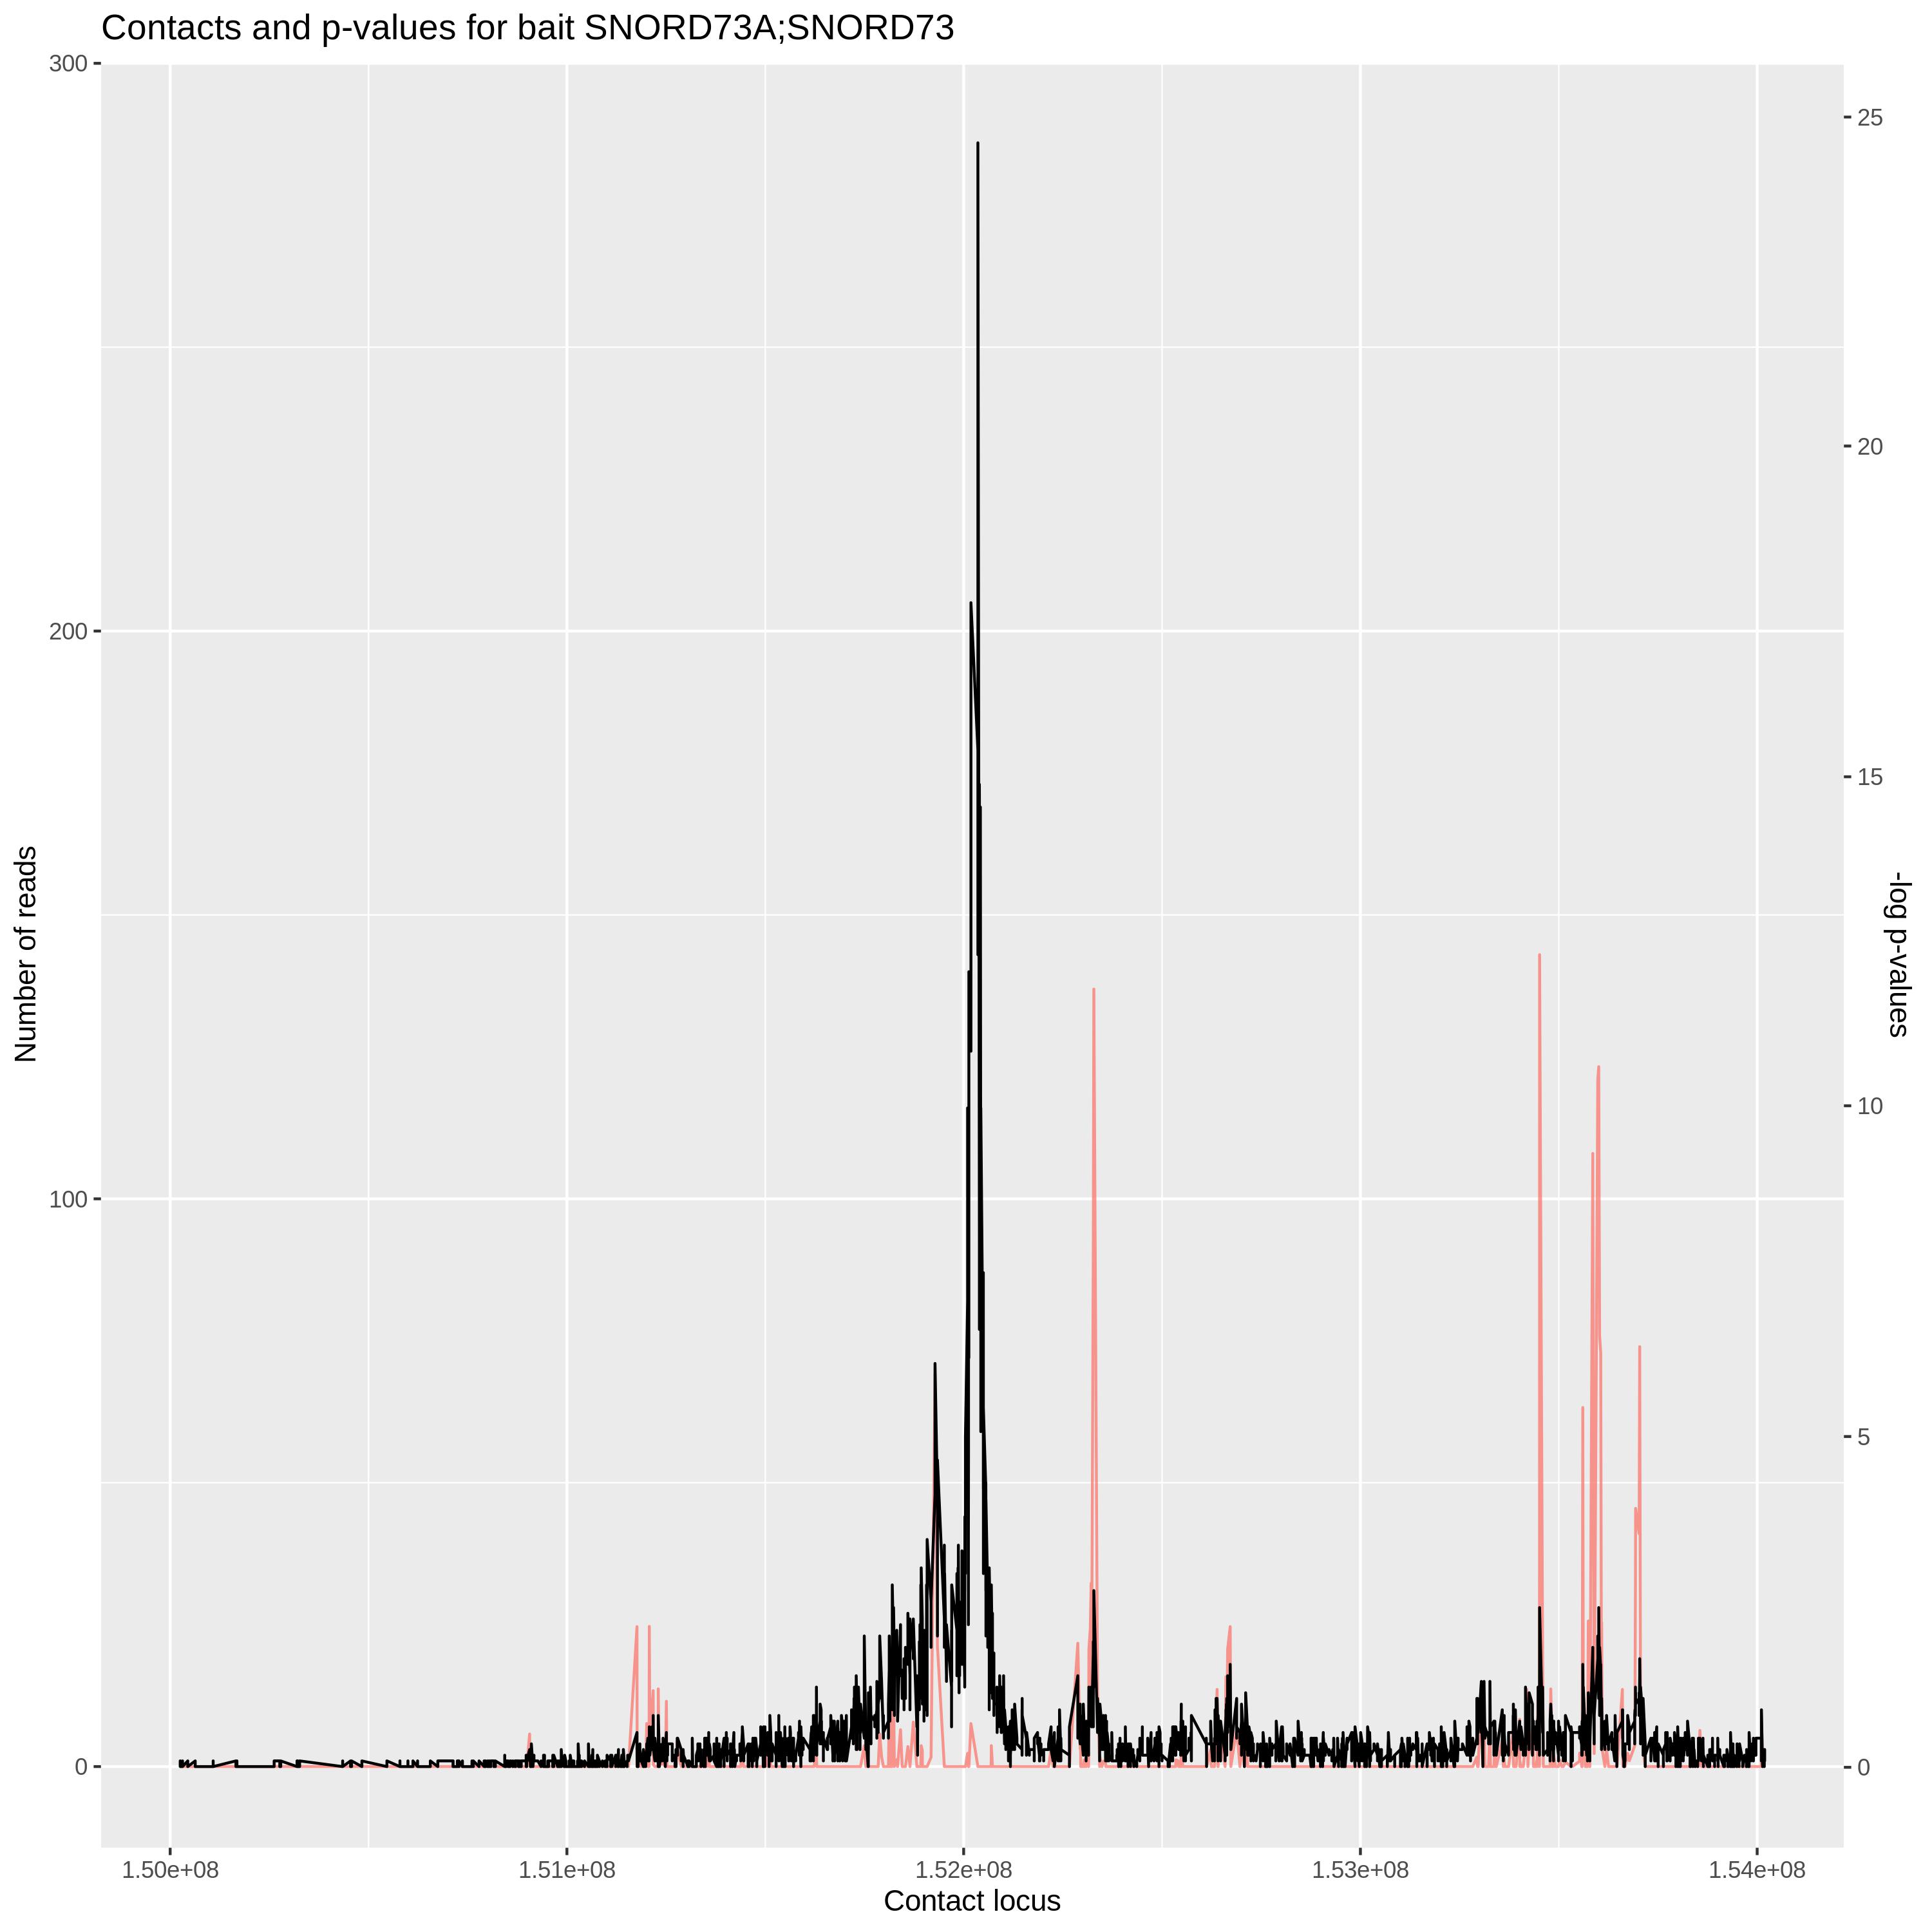 Contacts and p-values for bait SNORD73A;SNORD73
300
200
100
0
Number of reads
25
20
15
10
5
0
-log p-values
1.50e+08
1.51e+08
1.52e+08
1.53e+08
1.54e+08
Contact locus